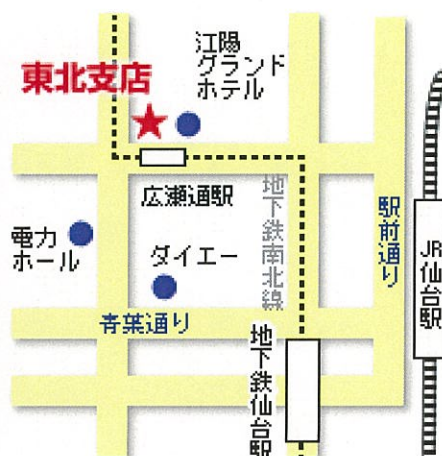 江陽
グランド
ホテル
東北支店
広瀬通駅
地下鉄南北線
駅前通り
JR仙台駅
電力
ホール
ダイエー
青葉通り
地下鉄仙台駅